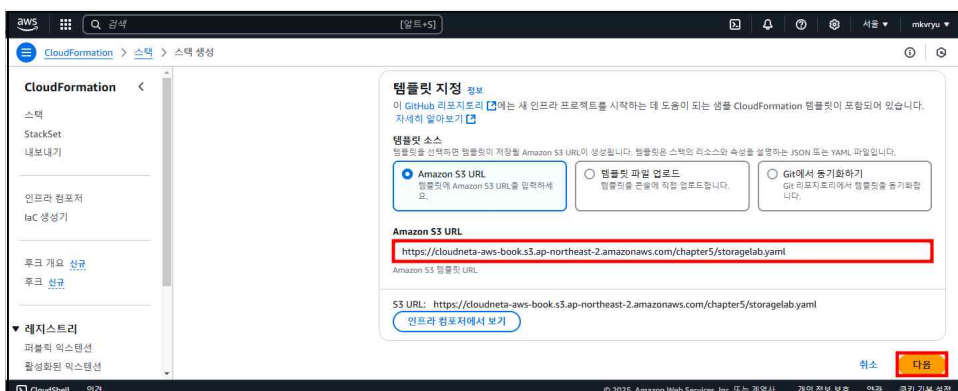 aws
검색
[알트+S]
서울 ▼
mkvryu ▼
CloudFormation > 스택 > 스택 생성
CloudFormation
스택
StackSet
내보내기
인프라 컴포저
IaC 생성기
후크 개요 신규
후크 신규
▼ 레지스트리
퍼블릭 익스텐션
활성화된 익스텐션
템플릿 지정 정보
이 GitHub 리포지토리에는 새 인프라 프로젝트를 시작하는 데 도움이 되는 샘플 CloudFormation 템플릿이 포함되어 있습니다.
자세히 알아보기
템플릿 소스
템플릿을 선택하면 템플릿이 저장될 Amazon S3 URL이 생성됩니다. 템플릿은 스택의 리소스와 속성을 설명하는 JSON 또는 YAML 파일입니다.
Amazon S3 URL
템플릿에 Amazon S3 URL을 입력하세
요.
템플릿 파일 업로드
템플릿을 콘솔에 직접 업로드합니다.
Git에서 동기화하기
Git 리포지토리에서 템플릿을 동기화합
니다.
Amazon S3 URL
https://cloudneta-aws-book.s3.ap-northeast-2.amazonaws.com/chapter5/storagelab.yaml
Amazon S3 템플릿 URL
S3 URL: https://cloudneta-aws-book.s3.ap-northeast-2.amazonaws.com/chapter5/storagelab.yaml
인프라 컴포저에서 보기
취소
다음
CloudShell 의견
© 2025, Amazon Web Services, Inc. 또는 계열사. 개인 정보 보호 약관 쿠키 기본 설정